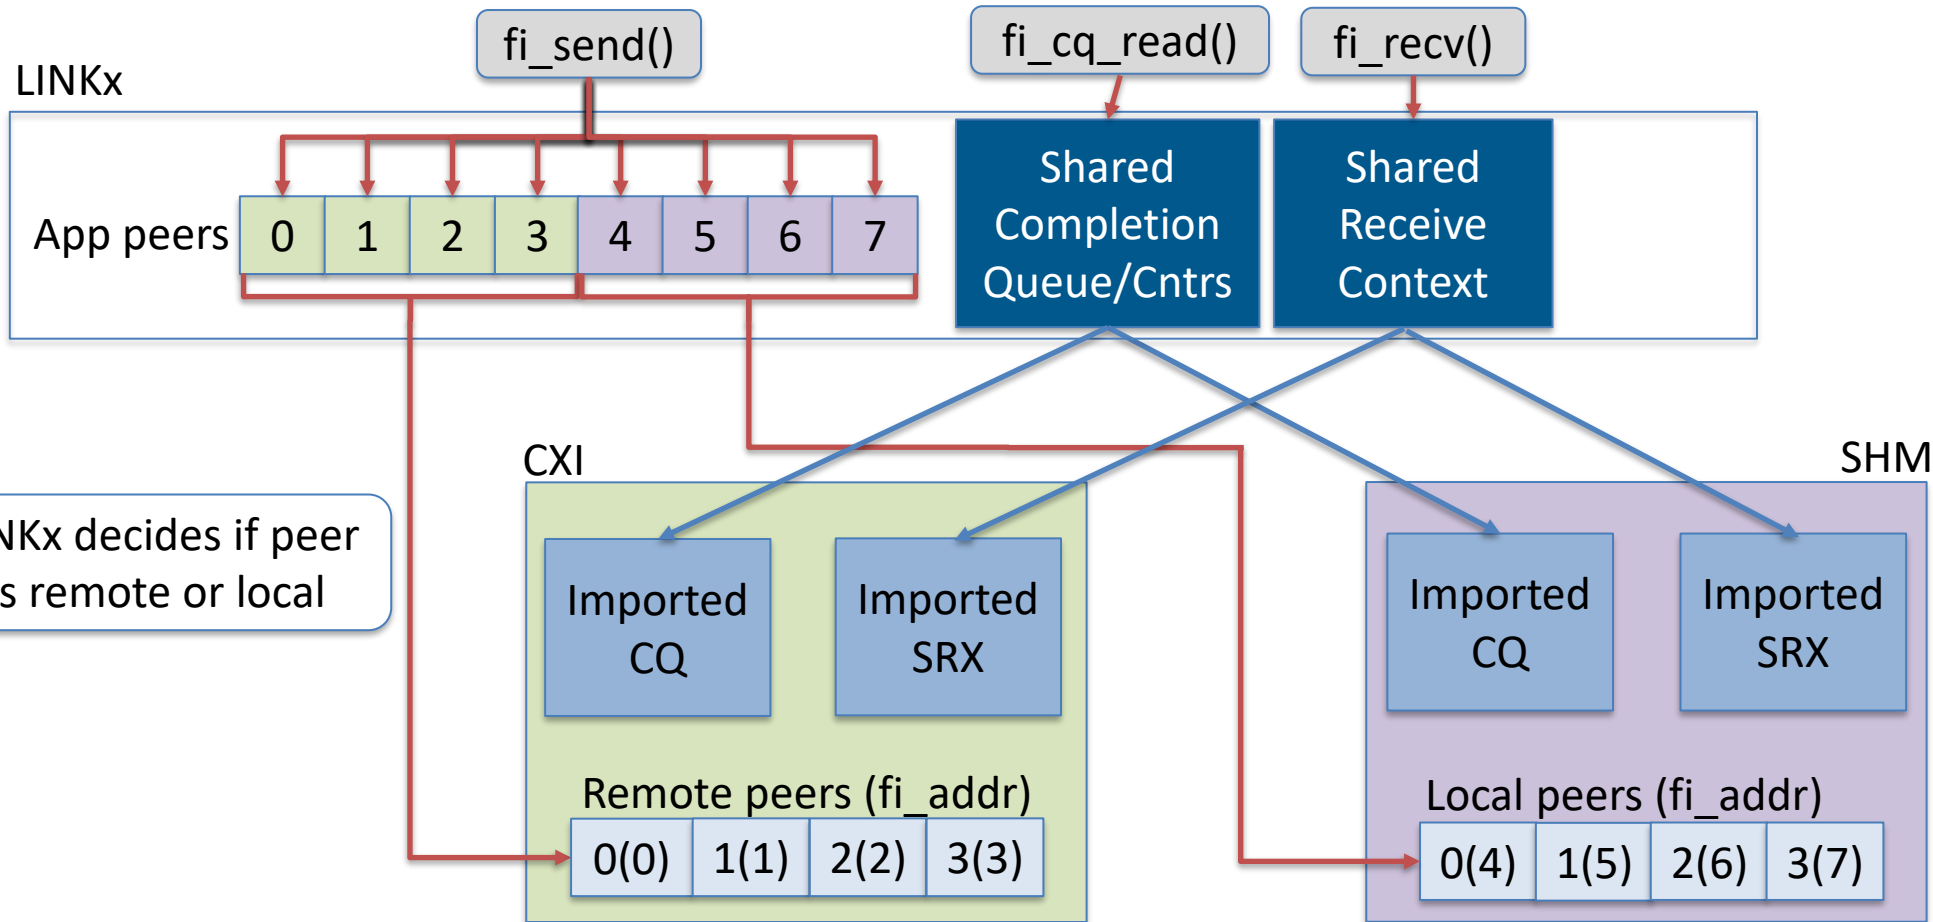 fi_send()
fi_cq_read()
fi_recv()
LINKx
App peers
0 1 2 3 4 5 6 7
Shared
Completion
Queue/Cntrs
Shared
Receive
Context
CXI
SHM
decides if peer
remote or local
Imported
CQ
Imported
SRX
Imported
CQ
Imported
SRX
Remote peers (fi_addr)
0(0) 1(1) 2(2) 3(3)
Local peers (fi_addr)
0(4) 1(5) 2(6) 3(7)